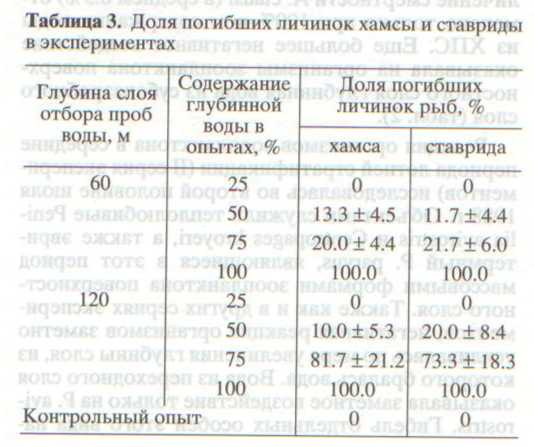 Таблица 3. Доля погибших личинок хамсы и ставриды
в экспериментах
Глубина слоя отбора проб воды, м | Содержание глубинной воды в опытах, % | Доля погибших личинок рыб, %
хамса | ставрида
60 | 25 | 0 | 0
50 | 13.3 ± 4.5 | 11.7 ± 4.4
75 | 20.0 ± 4.4 | 21.7 ± 6.0
100 | 100.0 | 100.0
120 | 25 | 0 | 0
50 | 10.0 ± 5.3 | 20.0 ± 8.4
75 | 81.7 ± 21.2 | 73.3 ± 18.3
100 | 100.0 | 100.0
Контрольный опыт | 0 | 0